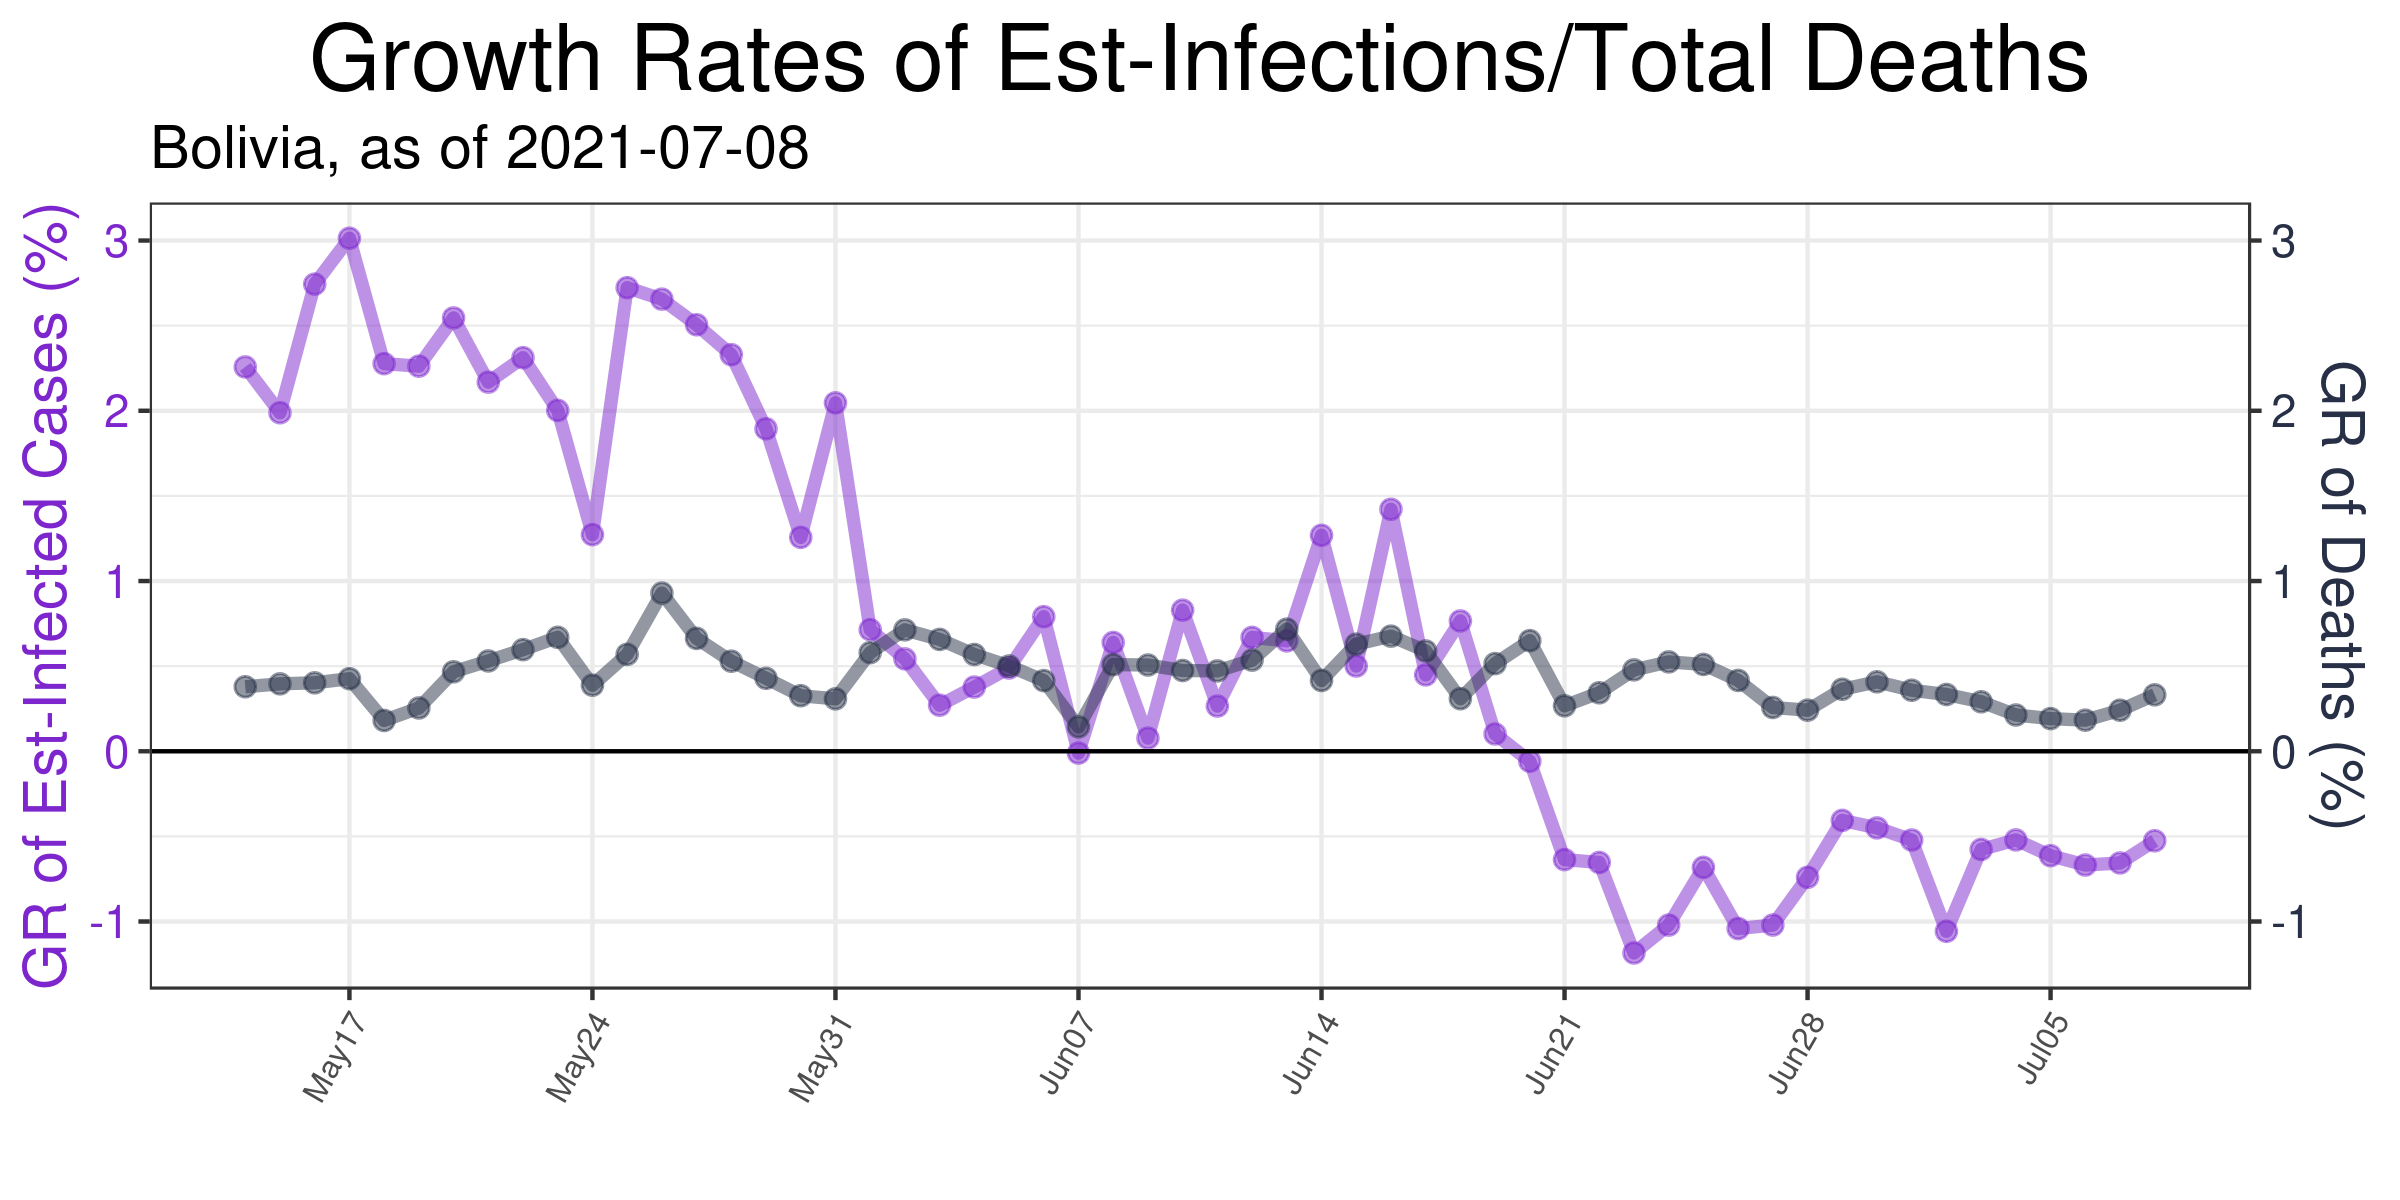 Growth Rates of Est-Infections/Total Deaths
Bolivia, as of 2021-07-08
GR of Est-Infected Cases (%)
3
2
1
0
-1
3
2
1
0
-1
GR of Deaths (%)
May17
May24
May31
Jun07
Jun14
Jun21
Jun28
Jul05